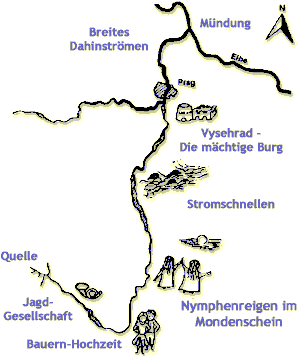 Mündung
Breites
Dahinströmen
N
Elbe
Prag
Vysehrad -
Die mächtige Burg
Stromschnellen
Quelle
Jagd-
Gesellschaft
Nymphenreigen im
Mondenschein
Bauern-Hochzeit